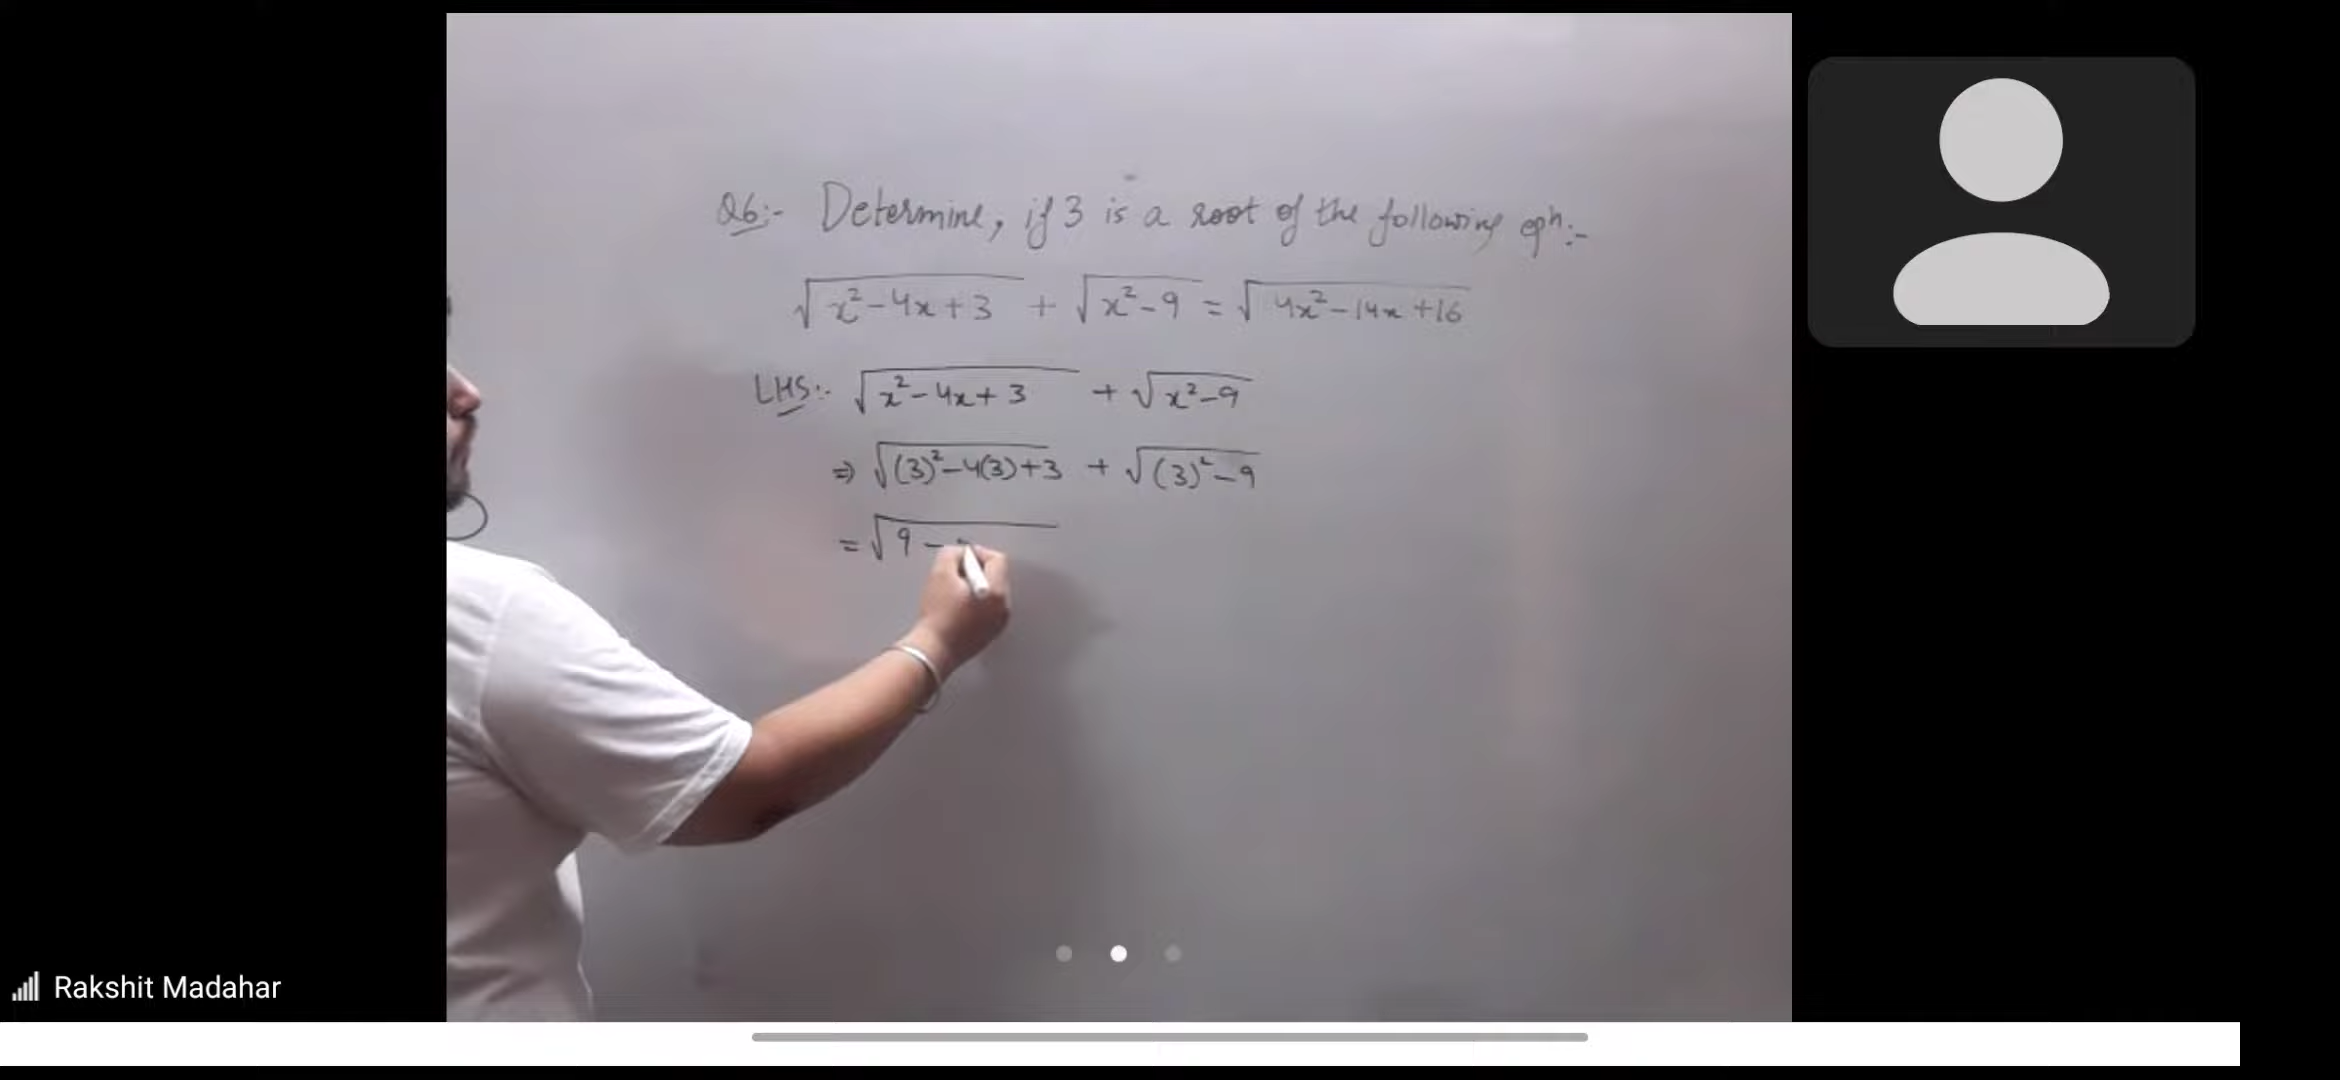 Q6:- Determine, if 3 is a root of the following eqn:-
√(x²-4x+3) + √(x²-9) = √(4x²-14x+16)
LHS:- √(x²-4x+3) + √(x²-9)
⇒ √((3)²-4(3)+3) + √((3)²-9)
= √(9-
Rakshit Madahar